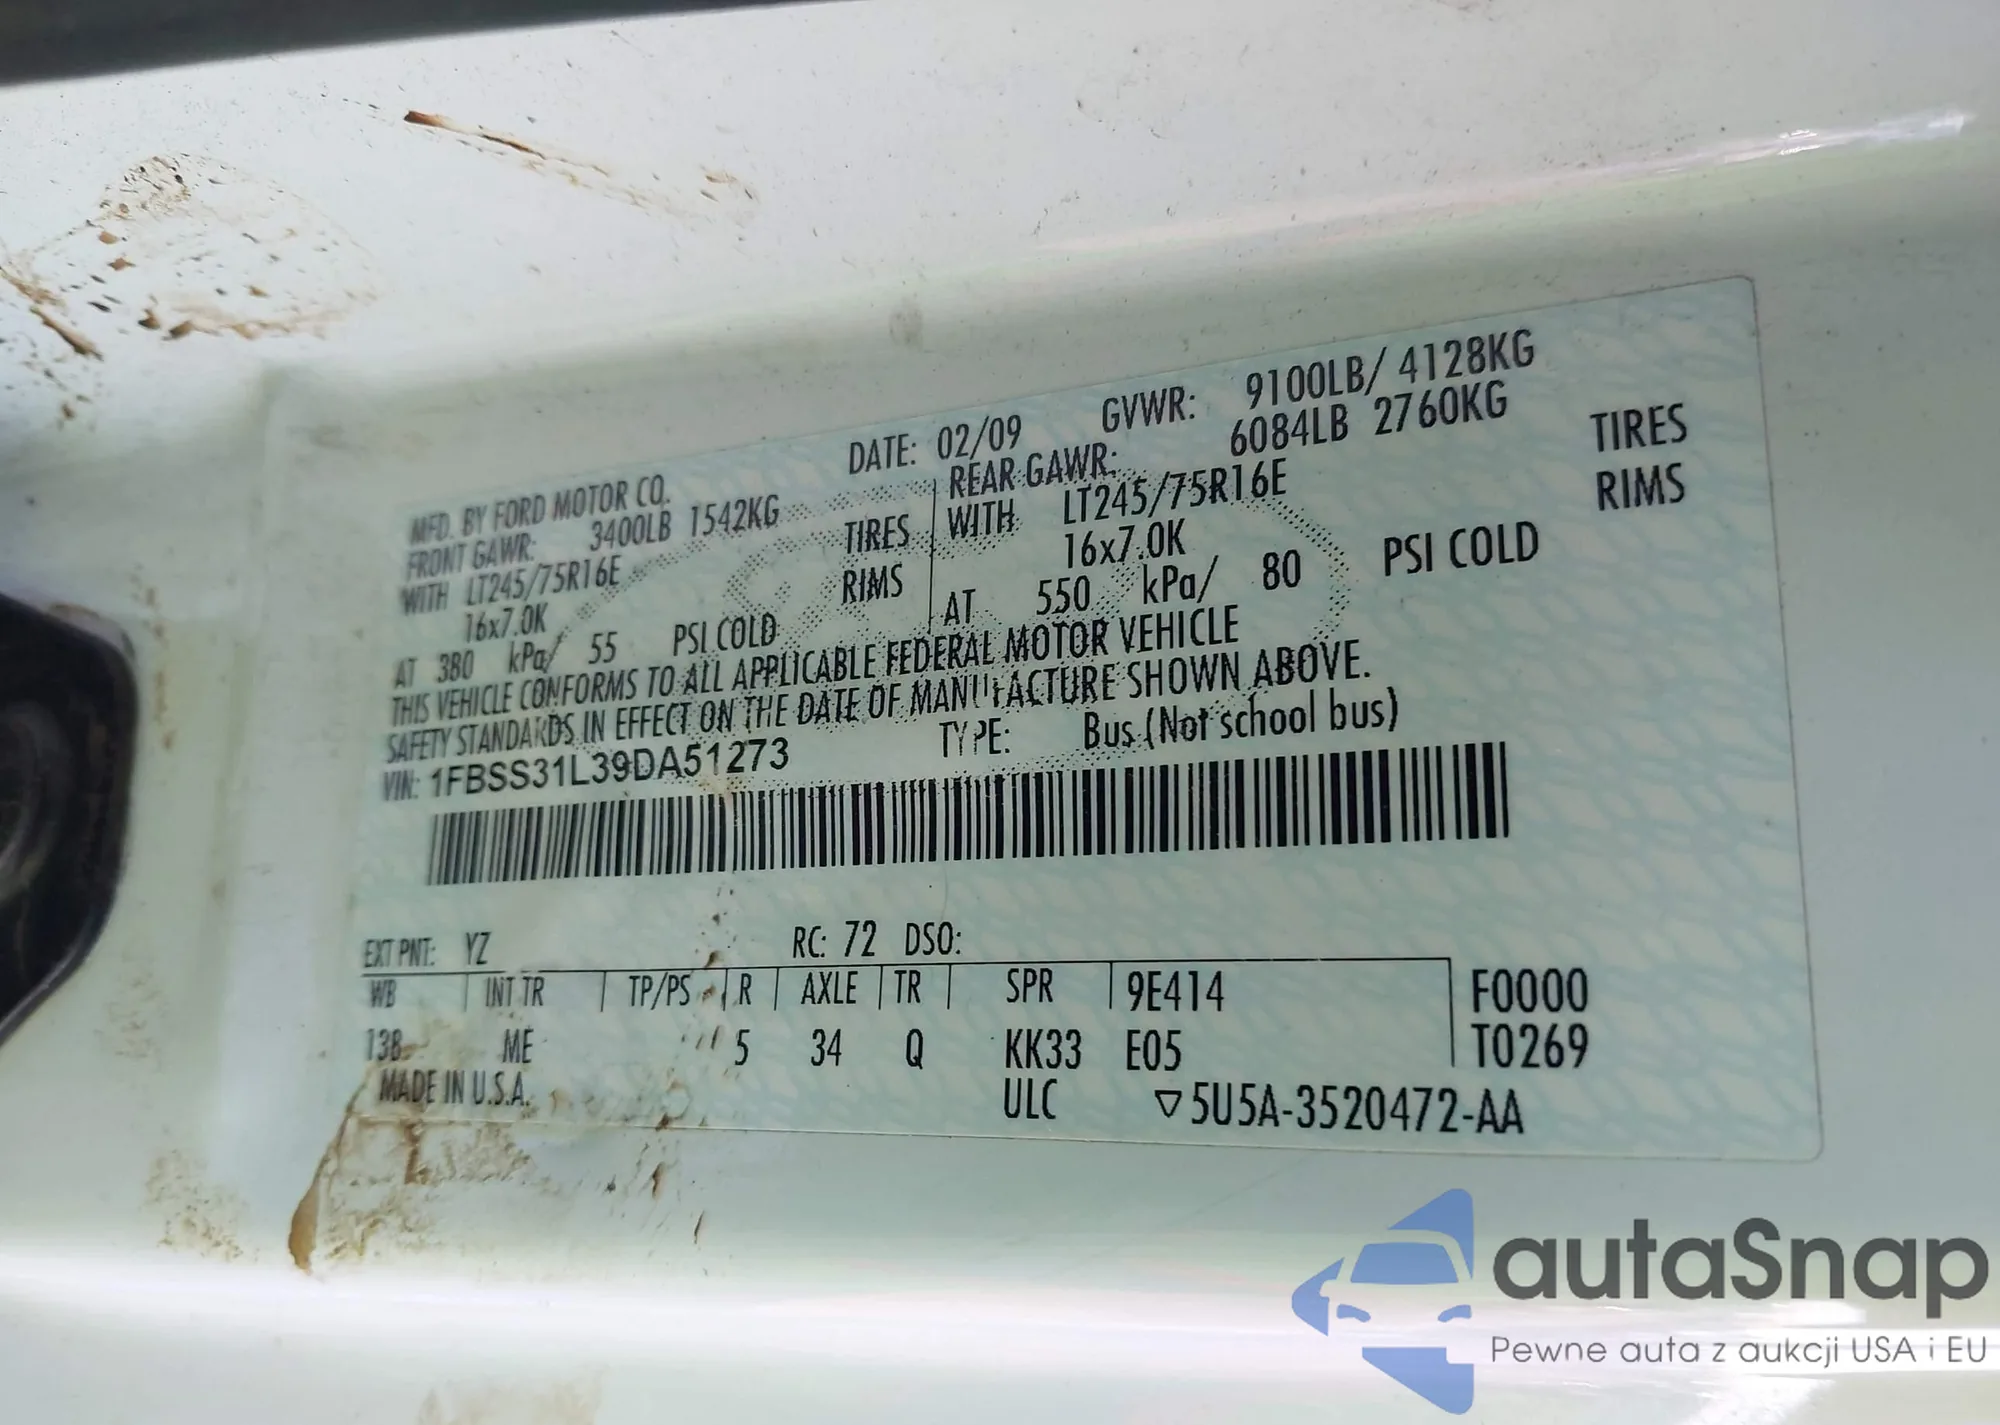 MFD. BY FORD MOTOR CO. DATE: 02/09 GVWR: 9100LB/ 4128KG
FRONT GAWR: 3400LB 1542KG REAR GAWR: 6084LB 2760KG
WITH LT245/75R16E TIRES WITH LT245/75R16E TIRES
16x7.0K RIMS 16x7.0K RIMS
AT 380 kPa/ 55 PSI COLD AT 550 kPa/ 80 PSI COLD
THIS VEHICLE CONFORMS TO ALL APPLICABLE FEDERAL MOTOR VEHICLE
SAFETY STANDARDS IN EFFECT ON THE DATE OF MANUFACTURE SHOWN ABOVE.
VIN: 1FBSS31L39DA51273 TYPE: Bus (Not school bus)
EXT PNT: YZ RC: 72 DSO:
WB INT TR TP/PS R AXLE TR SPR 9E414 F0000
138 ME 5 34 Q KK33 E05 T0269
MADE IN U.S.A. ULC ▽5U5A-3520472-AA
autaSnap
Pewne auta z aukcji USA i EU